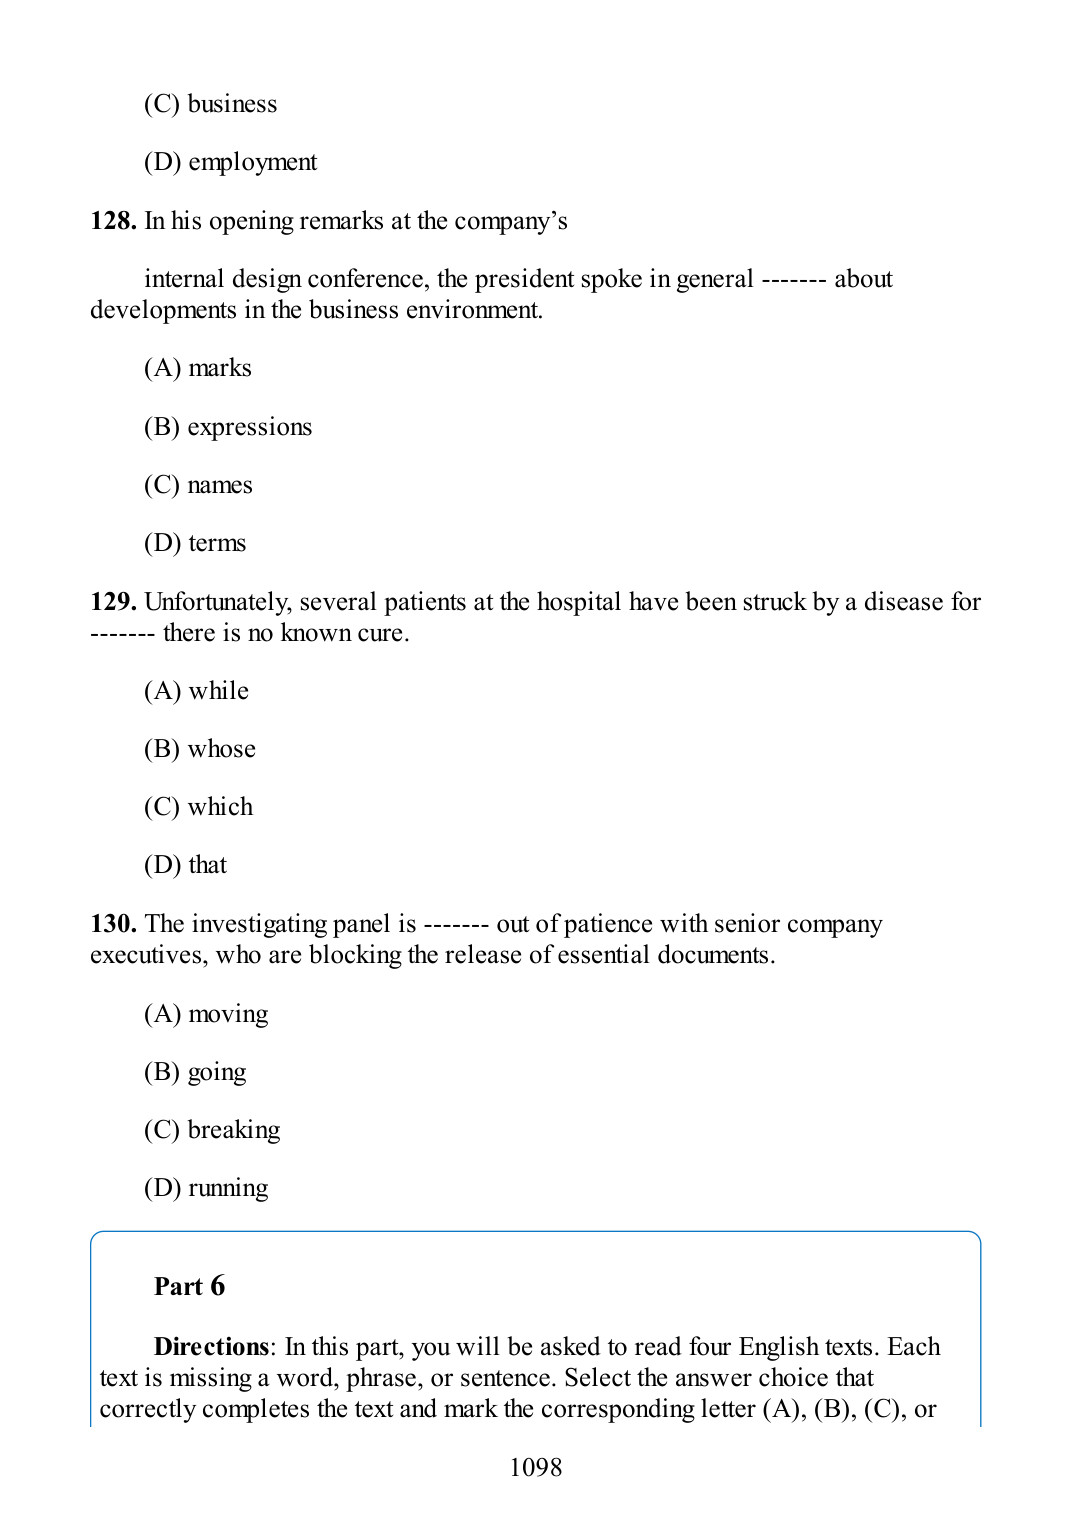 (C) business
(D) employment
128. In his opening remarks at the company’s
internal design conference, the president spoke in general ------- about
developments in the business environment.
(A) marks
(B) expressions
(C) names
(D) terms
129. Unfortunately, several patients at the hospital have been struck by a disease for
------- there is no known cure.
(A) while
(B) whose
(C) which
(D) that
130. The investigating panel is ------- out of patience with senior company
executives, who are blocking the release of essential documents.
(A) moving
(B) going
(C) breaking
(D) running
Part 6
Directions: In this part, you will be asked to read four English texts. Each
text is missing a word, phrase, or sentence. Select the answer choice that
correctly completes the text and mark the corresponding letter (A), (B), (C), or
1098